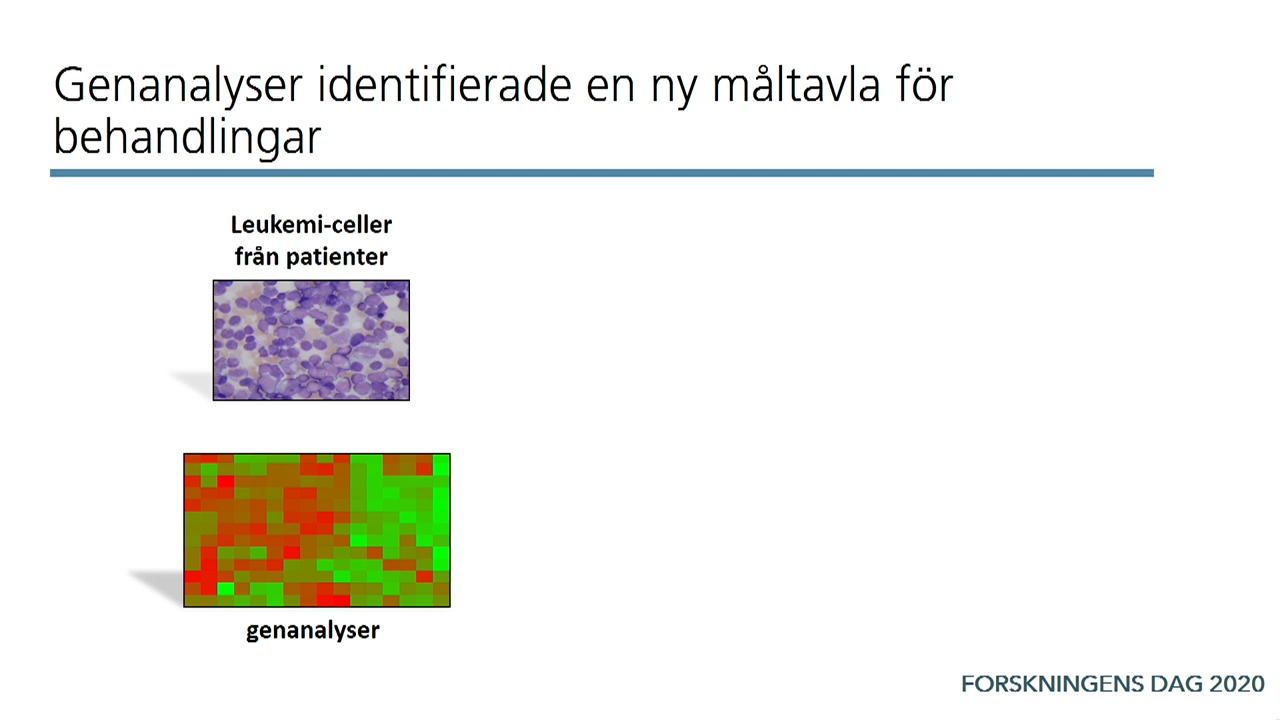 Genanalyser identifierade en ny måltavla för
behandlingar
Leukemi-celler
från patienter
genanalyser
FORSKNINGENS DAG 2020